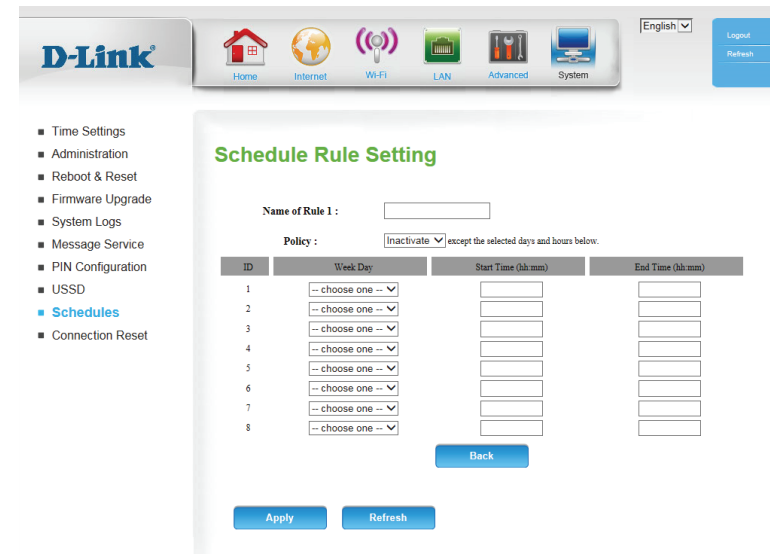 D-Link®
Home
Internet
Wi-Fi
LAN
Advanced
System
English
Logout
Refresh
Time Settings
Administration
Reboot & Reset
Firmware Upgrade
System Logs
Message Service
PIN Configuration
USSD
Schedules
Connection Reset
Schedule Rule Setting
Name of Rule 1 :
Policy : Inactivate except the selected days and hours below.
ID Week Day Start Time (hh:mm) End Time (hh:mm)
1 -- choose one --
2 -- choose one --
3 -- choose one --
4 -- choose one --
5 -- choose one --
6 -- choose one --
7 -- choose one --
8 -- choose one --
Back
Apply Refresh